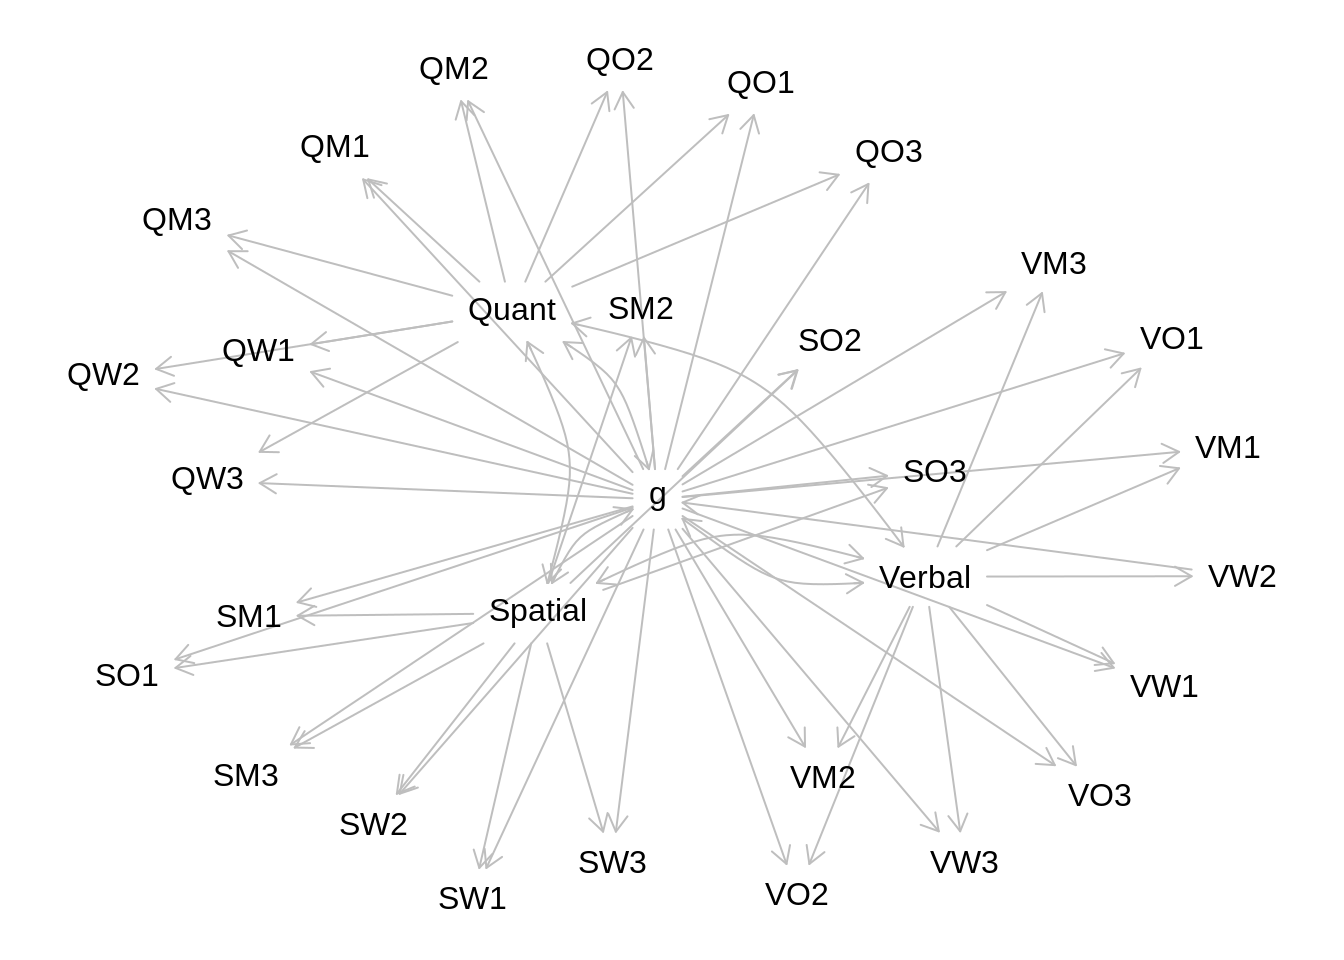 QO2
QM2
QO1
QM1
QO3
QM3
VM3
Quant
SM2
VO1
SO2
QW1
QW2
VM1
SO3
QW3
g
VW2
Verbal
Spatial
SM1
SO1
VW1
SM3
VM2
VO3
SW2
SW3
VW3
VO2
SW1